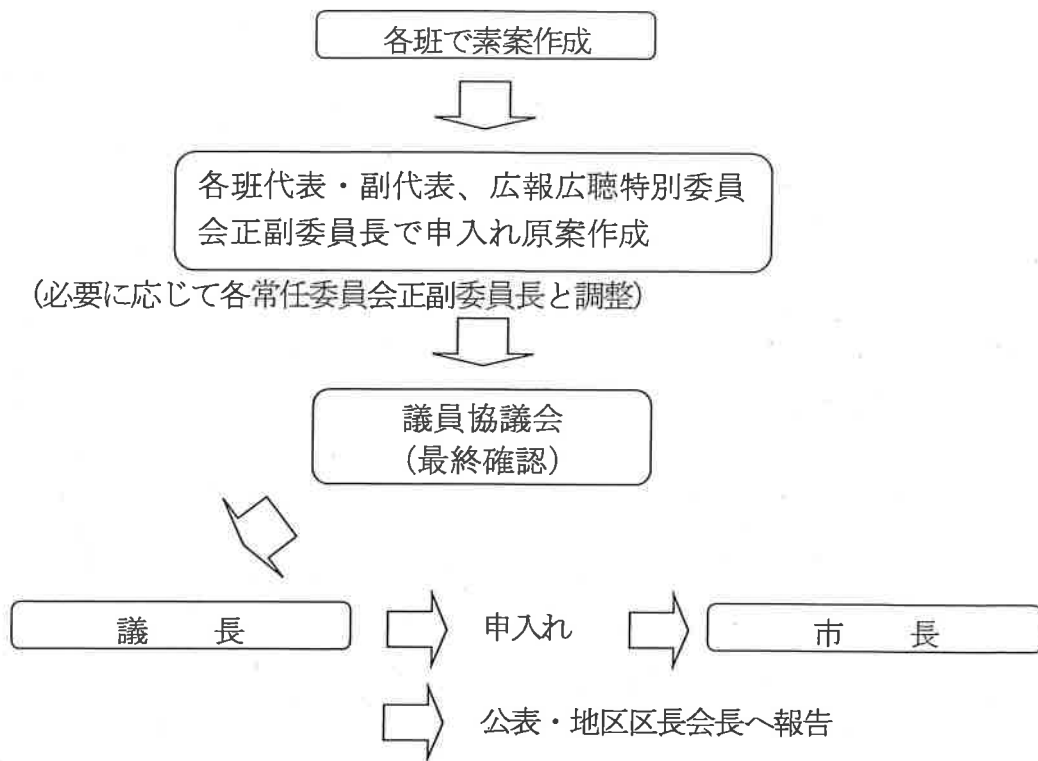 各班で素案作成
各班代表・副代表、広報広聴特別委員
会正副委員長で申入れ原案作成
(必要に応じて各常任委員会正副委員長と調整)
議員協議会
(最終確認)
議　　長
申入れ
市　　長
公表・地区区長会長へ報告